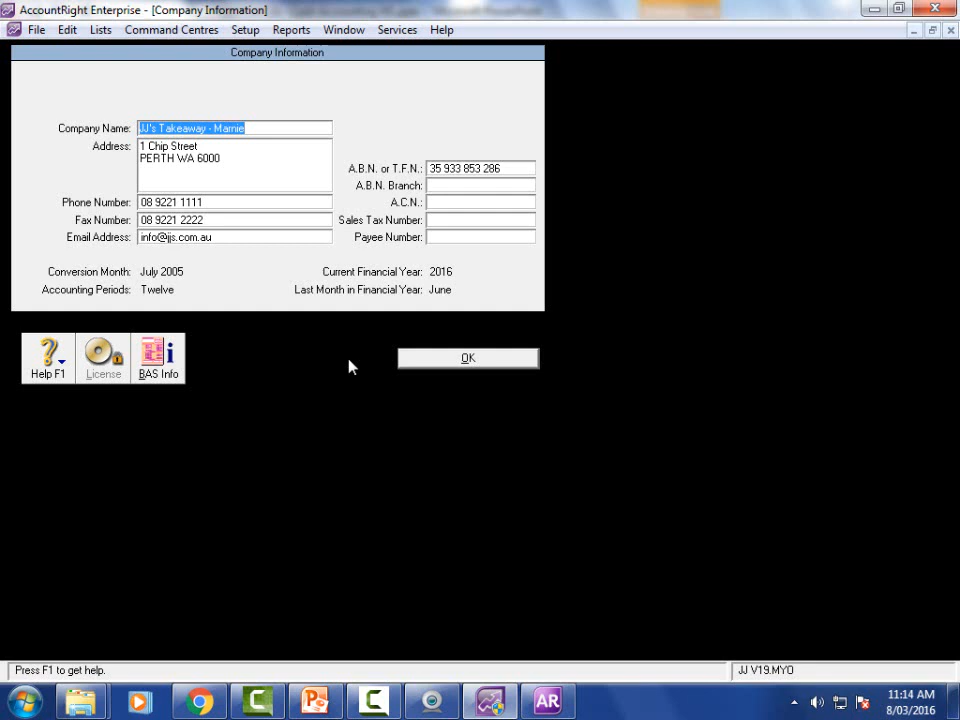 AccountRight Enterprise - [Company Information]
File Edit Lists Command Centres Setup Reports Window Services Help
Company Information
Company Name: JJ's Takeaway - Marnie
Address: 1 Chip Street
PERTH WA 6000
A.B.N. or T.F.N.: 35 933 853 286
A.B.N. Branch:
Phone Number: 08 9221 1111 A.C.N.:
Fax Number: 08 9221 2222 Sales Tax Number:
Email Address: info@jjs.com.au Payee Number:
Conversion Month: July 2005 Current Financial Year: 2016
Accounting Periods: Twelve Last Month in Financial Year: June
OK
Help F1 License BAS Info
Press F1 to get help. JJ V19.MYO
AR
11:14 AM
8/03/2016